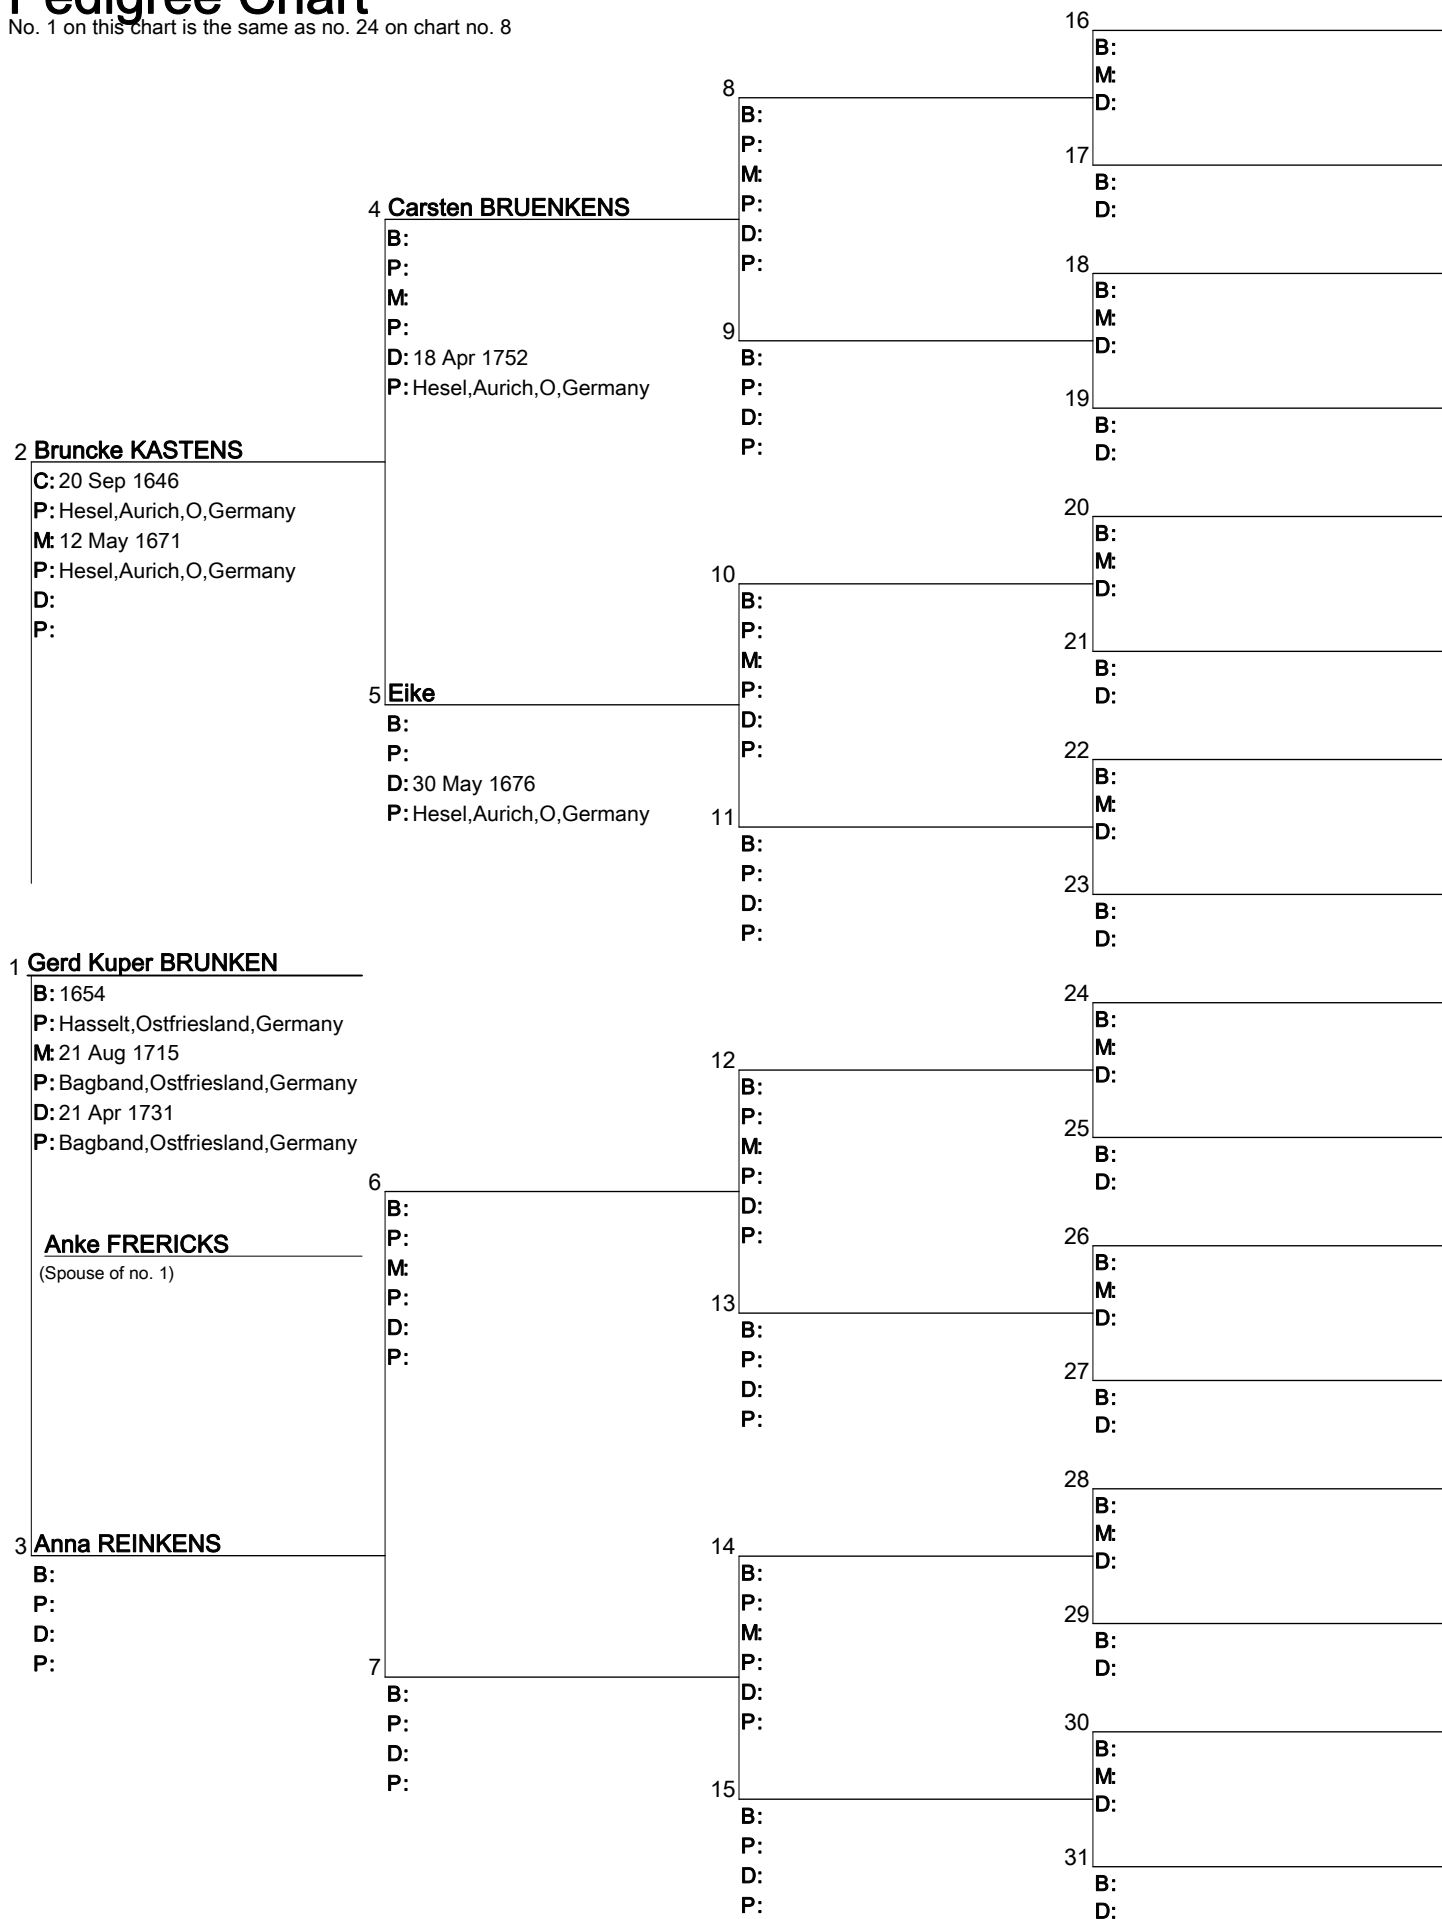 Pedigree Chart
No. 1 on this chart is the same as no. 24 on chart no. 8
2 Bruncke KASTENS
C: 20 Sep 1646
P: Hesel,Aurich,O,Germany
M: 12 May 1671
P: Hesel,Aurich,O,Germany
D:
P:
1 Gerd Kuper BRUNKEN
B: 1654
P: Hasselt,Ostfriesland,Germany
M: 21 Aug 1715
P: Bagband,Ostfriesland,Germany
D: 21 Apr 1731
P: Bagband,Ostfriesland,Germany
Anke FRERICKS
(Spouse of no. 1)
3 Anna REINKENS
B:
P:
D:
P:
4 Carsten BRUENKENS
B:
P:
M:
P:
D: 18 Apr 1752
P: Hesel,Aurich,O,Germany
5 Eike
B:
P:
D: 30 May 1676
P: Hesel,Aurich,O,Germany
6
B:
P:
M:
P:
D:
P:
7
B:
P:
D:
P:
8
B:
P:
M:
P:
D:
P:
9
B:
P:
D:
P:
10
B:
P:
M:
P:
D:
P:
11
B:
P:
D:
P:
12
B:
P:
M:
P:
D:
P:
13
B:
P:
D:
P:
14
B:
P:
M:
P:
D:
P:
15
B:
P:
D:
P:
16
B:
M:
D:
17
B:
D:
18
B:
M:
D:
19
B:
D:
20
B:
M:
D:
21
B:
D:
22
B:
M:
D:
23
B:
D:
24
B:
M:
D:
25
B:
D:
26
B:
M:
D:
27
B:
D:
28
B:
M:
D:
29
B:
D:
30
B:
M:
D:
31
B:
D: